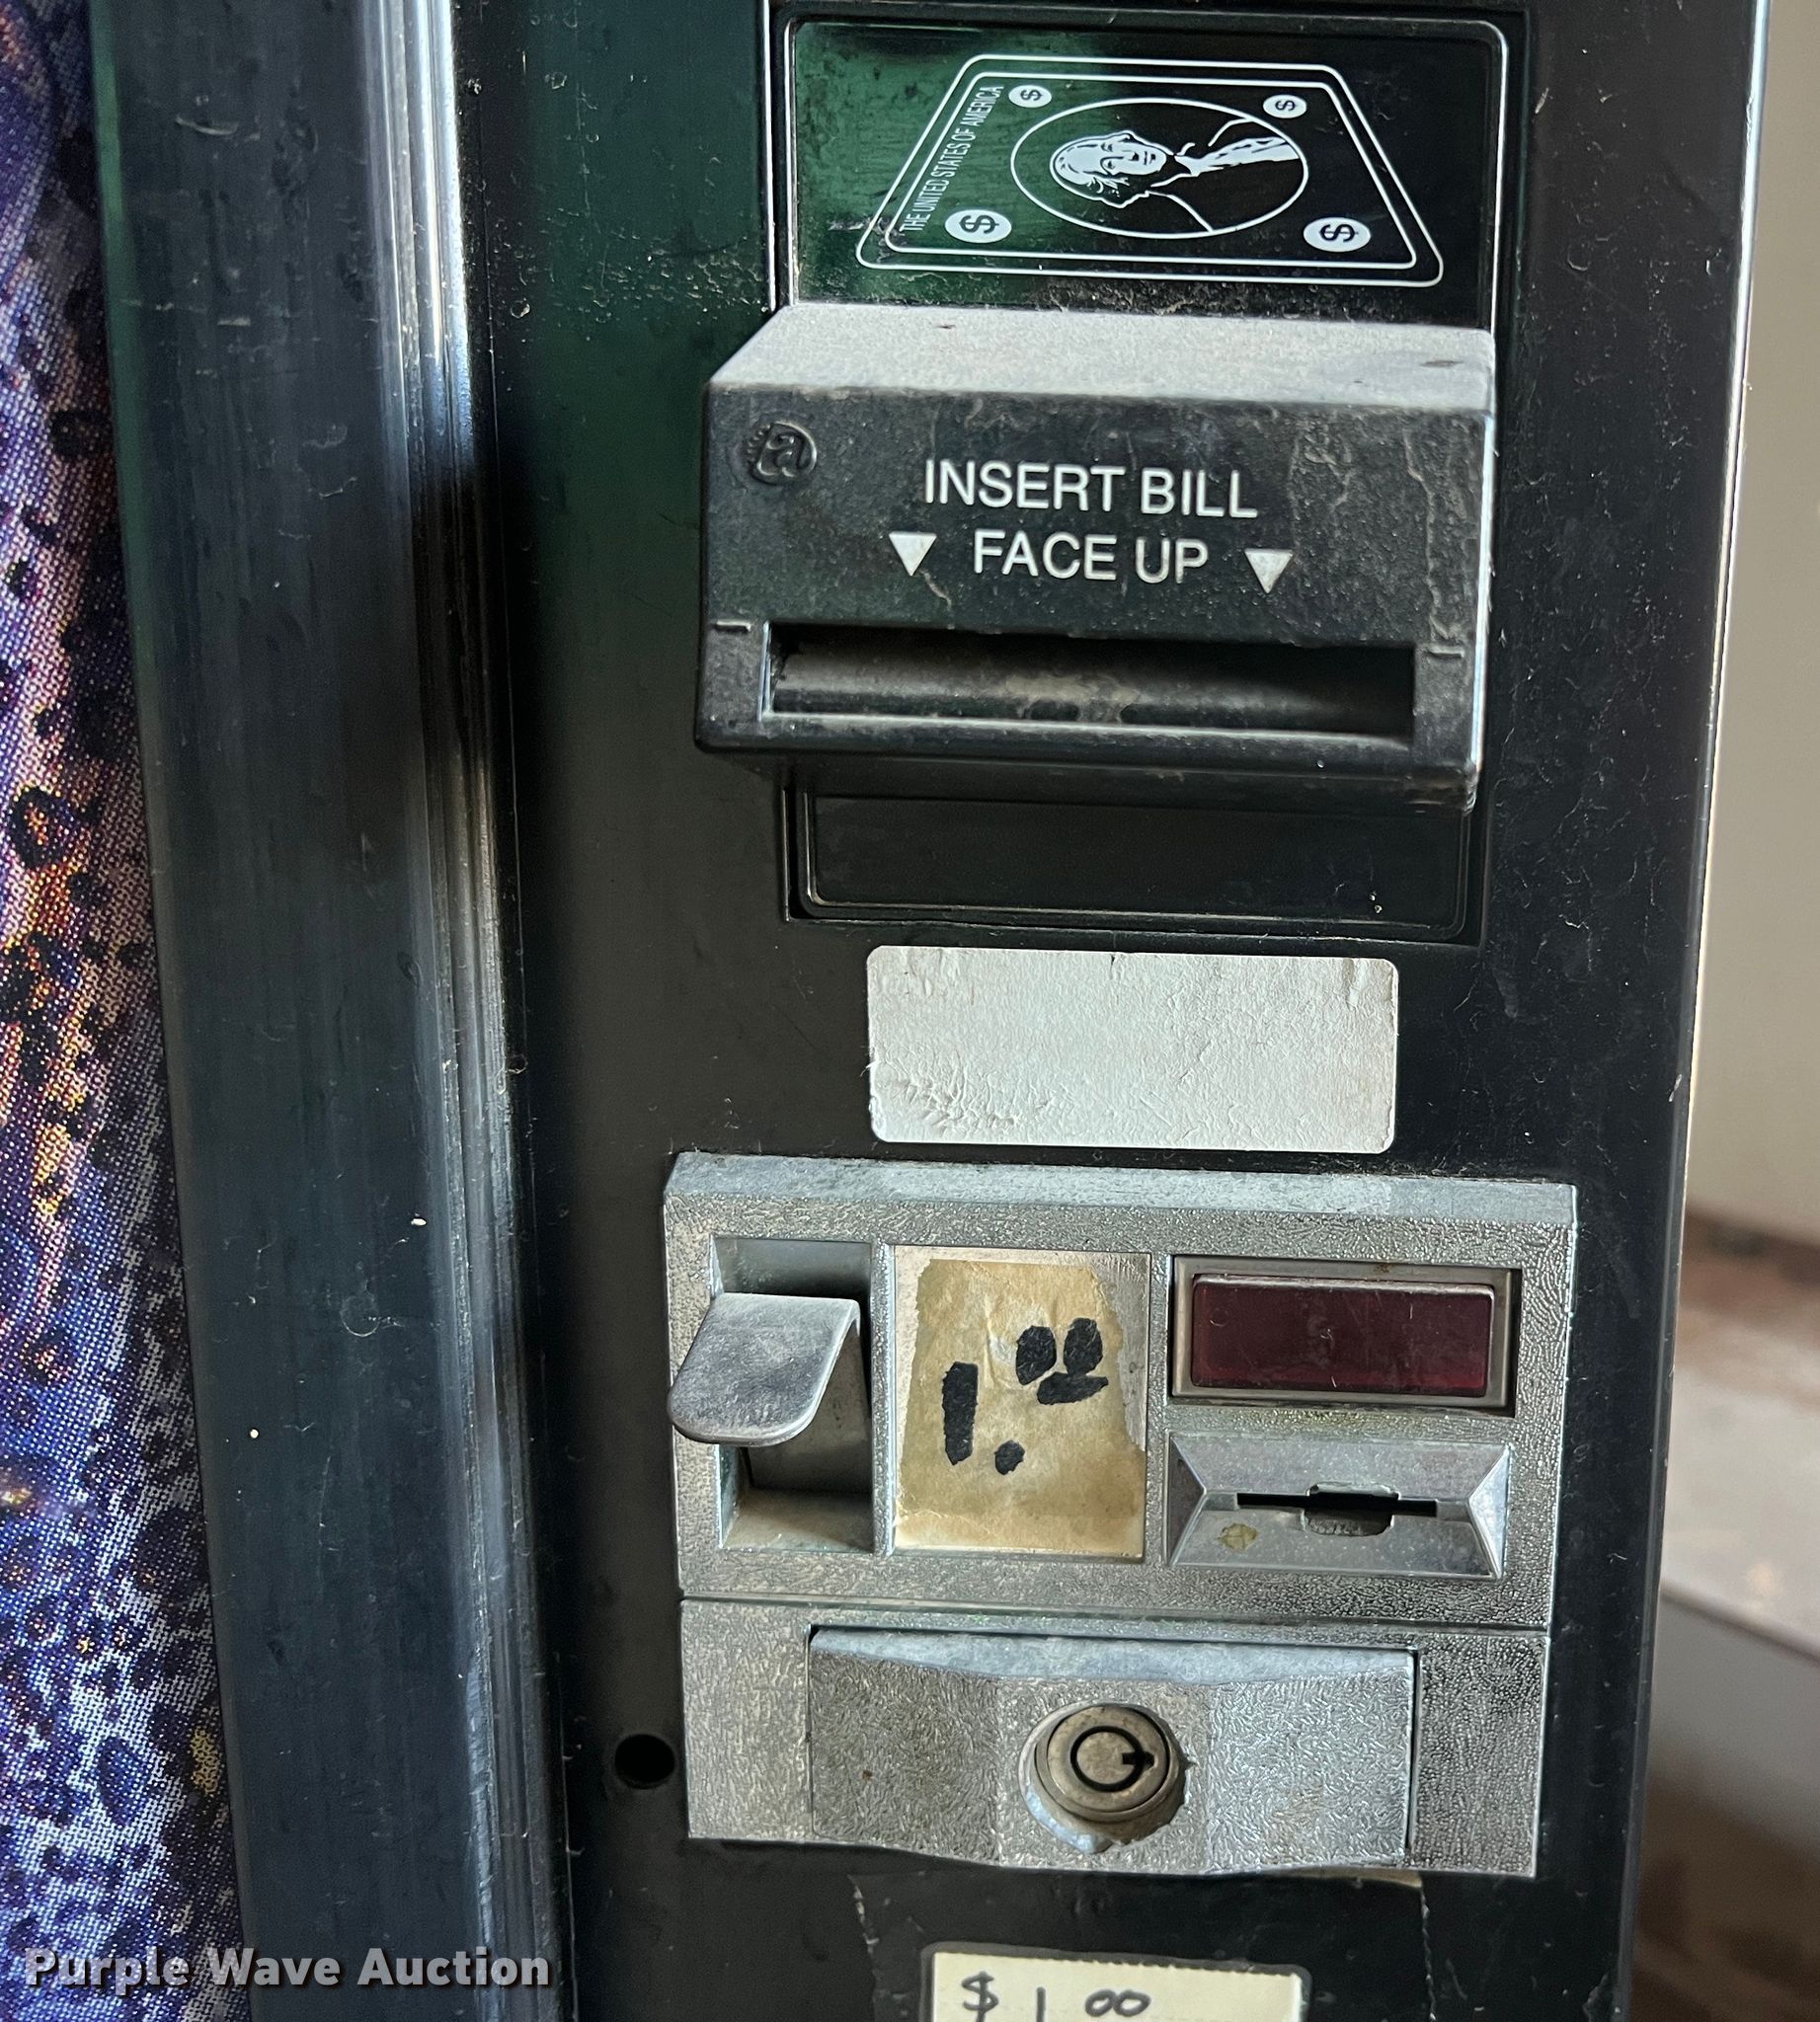 THE UNITED STATES OF AMERICA
$
$
$
$
a
INSERT BILL
FACE UP
1.00
Purple Wave Auction
$ 1 00